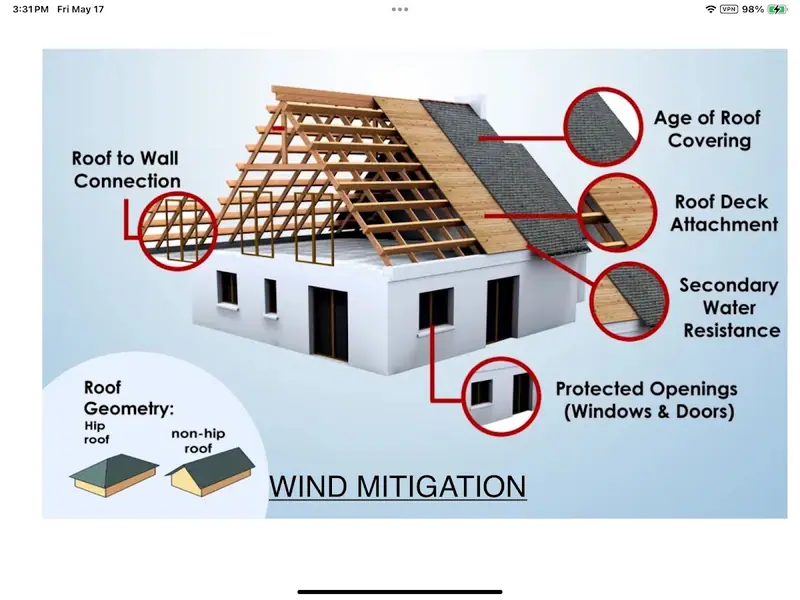 3:31 PM Fri May 17
VPN 98%
Age of Roof
Covering
Roof to Wall
Connection
Roof Deck
Attachment
Secondary
Water
Resistance
Protected Openings
(Windows & Doors)
Roof
Geometry:
Hip
roof
non-hip
roof
WIND MITIGATION